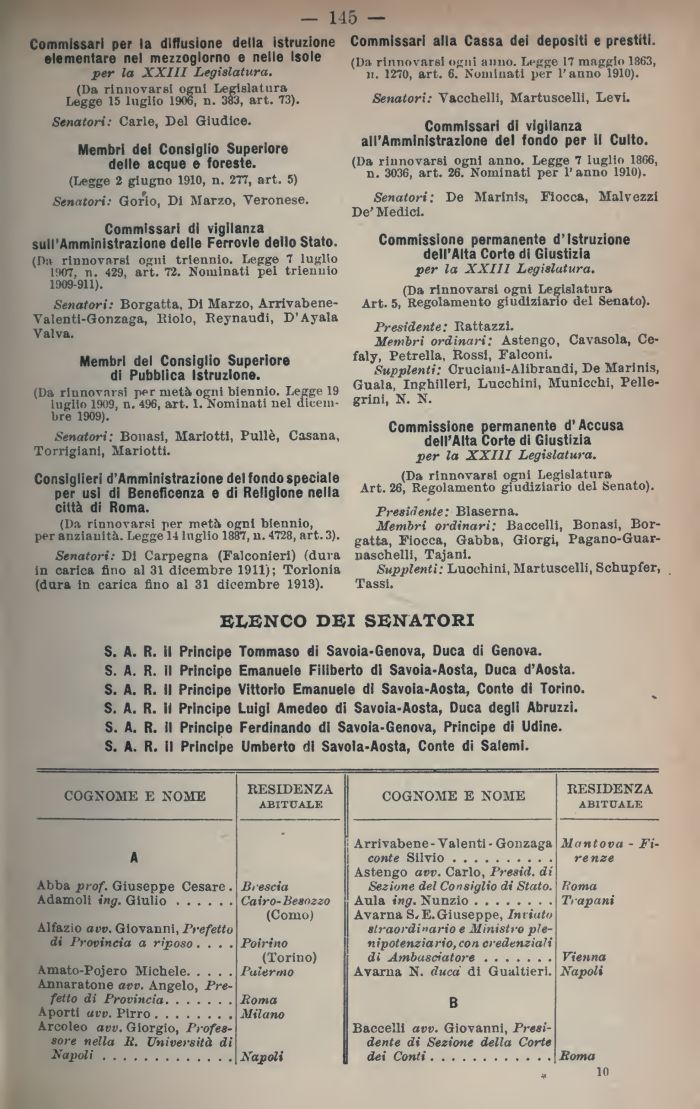 — 145 —
Commissari per la diffusione della istruzione
elementare nel mezzogiorno e nelle isole
per la XXIII Legislatura.
(Da rinnovarsi ogni Legislatura
Legge 15 luglio 1906, n. 383, art. 73).
Senatori: Carle, Del Giudice.
Membri del Consiglio Superiore
delle acque e foreste.
(Legge 2 giugno 1910, n. 277, art. 5)
Senatori: Gorio, Di Marzo, Veronese.
Commissari di vigilanza
sull'Amministrazione delle Ferrovie dello Stato.
(Da rinnovarsi ogni triennio. Legge 7 luglio
1907, n. 429, art. 72. Nominati pel triennio
1909-911).
Senatori: Borgatta, Di Marzo, Arrivabene-
Valenti-Gonzaga, Riolo, Reynaudi, D'Ayala
Valva.
Membri del Consiglio Superiore
di Pubblica Istruzione.
(Da rinnovarsi per metà ogni biennio. Legge 19
luglio 1909, n. 496, art. 1. Nominati nel dicem-
bre 1909).
Senatori: Bonasi, Mariotti, Pullè, Casana,
Torrigiani, Mariotti.
Consiglieri d'Amministrazione del fondo speciale
per usi di Beneficenza e di Religione nella
città di Roma.
(Da rinnovarsi per metà ogni biennio,
per anzianità. Legge 14 luglio 1887, n. 4728, art. 3).
Senatori: Di Carpegna (Falconieri) (dura
in carica fino al 31 dicembre 1911); Torlonia
(dura in carica fino al 31 dicembre 1913).
Commissari alla Cassa dei depositi e prestiti.
(Da rinnovarsi ogni anno. Legge 17 maggio 1863,
n. 1270, art. 6. Nominati per l'anno 1910).
Senatori: Vacchelli, Martuscelli, Levi.
Commissari di vigilanza
all'Amministrazione del fondo per il Culto.
(Da rinnovarsi ogni anno. Legge 7 luglio 1866,
n. 3036, art. 26. Nominati per l'anno 1910).
Senatori: De Marinis, Fiocca, Malvezzi
De' Medici.
Commissione permanente d'Istruzione
dell'Alta Corte di Giustizia
per la XXIII Legislatura.
(Da rinnovarsi ogni Legislatura
Art. 5, Regolamento giudiziario del Senato).
Presidente: Rattazzi.
Membri ordinari: Astengo, Cavasola, Ce-
faly, Petrella, Rossi, Falconi.
Supplenti: Cruciani-Alibrandi, De Marinis,
Guala, Inghilleri, Lucchini, Municchi, Pelle-
grini, N. N.
Commissione permanente d'Accusa
dell'Alta Corte di Giustizia
per la XXIII Legislatura.
(Da rinnovarsi ogni Legislatura
Art. 26, Regolamento giudiziario del Senato).
Presidente: Blaserna.
Membri ordinari: Baccelli, Bonasi, Bor-
gatta, Fiocca, Gabba, Giorgi, Pagano-Guar-
naschelli, Tajani.
Supplenti: Lucchini, Martuscelli, Schupfer,
Tassi.
ELENCO DEI SENATORI
S. A. R. il Principe Tommaso di Savoia-Genova, Duca di Genova.
S. A. R. il Principe Emanuele Filiberto di Savoia-Aosta, Duca d'Aosta.
S. A. R. il Principe Vittorio Emanuele di Savoia-Aosta, Conte di Torino.
S. A. R. il Principe Luigi Amedeo di Savoia-Aosta, Duca degli Abruzzi.
S. A. R. il Principe Ferdinando di Savoia-Genova, Principe di Udine.
S. A. R. il Principe Umberto di Savoia-Aosta, Conte di Salemi.
COGNOME E NOME
RESIDENZA
ABITUALE
A
Abba prof. Giuseppe Cesare. Brescia
Adamoli ing. Giulio . . . . . . Cairo-Besozzo
(Como)
Alfazio avv. Giovanni, Prefetto
di Provincia a riposo . . . . Poirino
(Torino)
Amato-Pojero Michele. . . . . Palermo
Annaratone avv. Angelo, Pre-
fetto di Provincia. . . . . . . Roma
Aporti avv. Pirro . . . . . . . . Milano
Arcoleo avv. Giorgio, Profes-
sore nella R. Università di
Napoli . . . . . . . . . . . . . Napoli
COGNOME E NOME
RESIDENZA
ABITUALE
Arrivabene-Valenti-Gonzaga Mantova - Fi-
conte Silvio . . . . . . . . . . renze
Astengo avv. Carlo, Presid. di
Sezione del Consiglio di Stato. Roma
Aula ing. Nunzio . . . . . . . . Trapani
Avarna S. E. Giuseppe, Inviato
straordinario e Ministro ple-
nipotenziario, con credenziali
di Ambasciatore . . . . . . . Vienna
Avarna N. duca di Gualtieri. Napoli
B
Baccelli avv. Giovanni, Presi-
dente di Sezione della Corte
dei Conti . . . . . . . . . . . . Roma
10